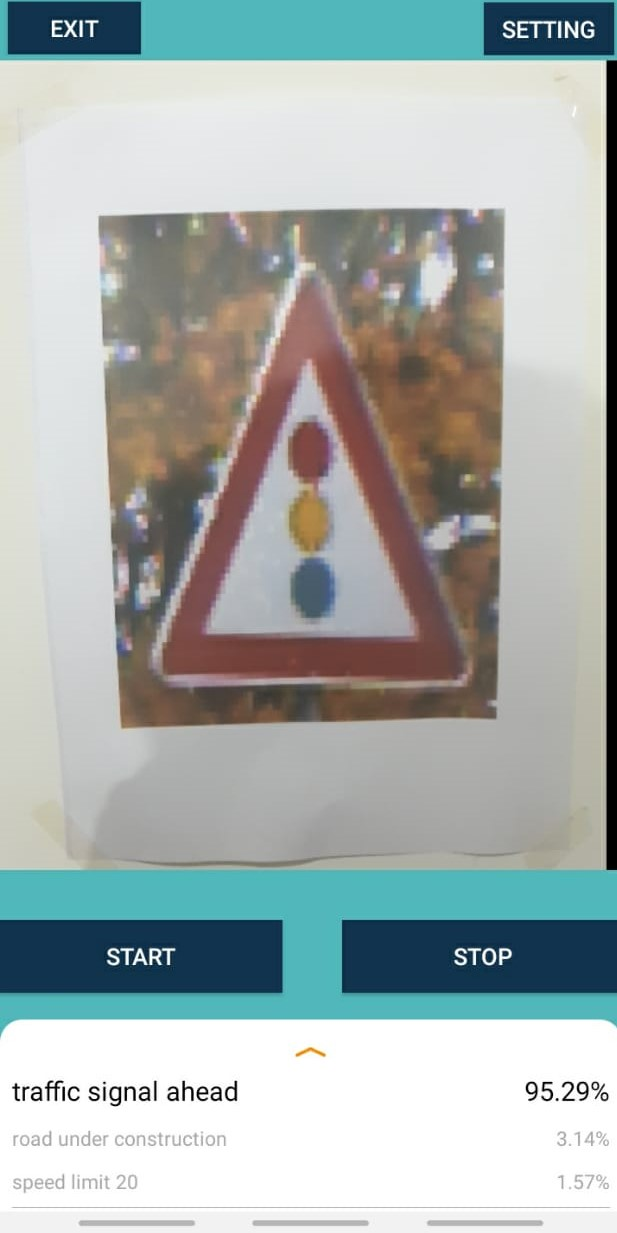 EXIT
SETTING
START
STOP
traffic signal ahead 95.29%
road under construction 3.14%
speed limit 20 1.57%